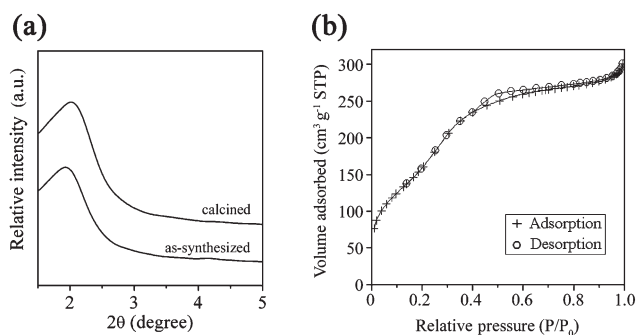 (a)
Relative intensity (a.u.)
calcined
as-synthesized
2
3
4
5
2θ (degree)
(b)
Volume adsorbed (cm³ g⁻¹ STP)
300
250
200
150
100
50
0
Adsorption
Desorption
0
0.2
0.4
0.6
0.8
1.0
Relative pressure (P/P₀)